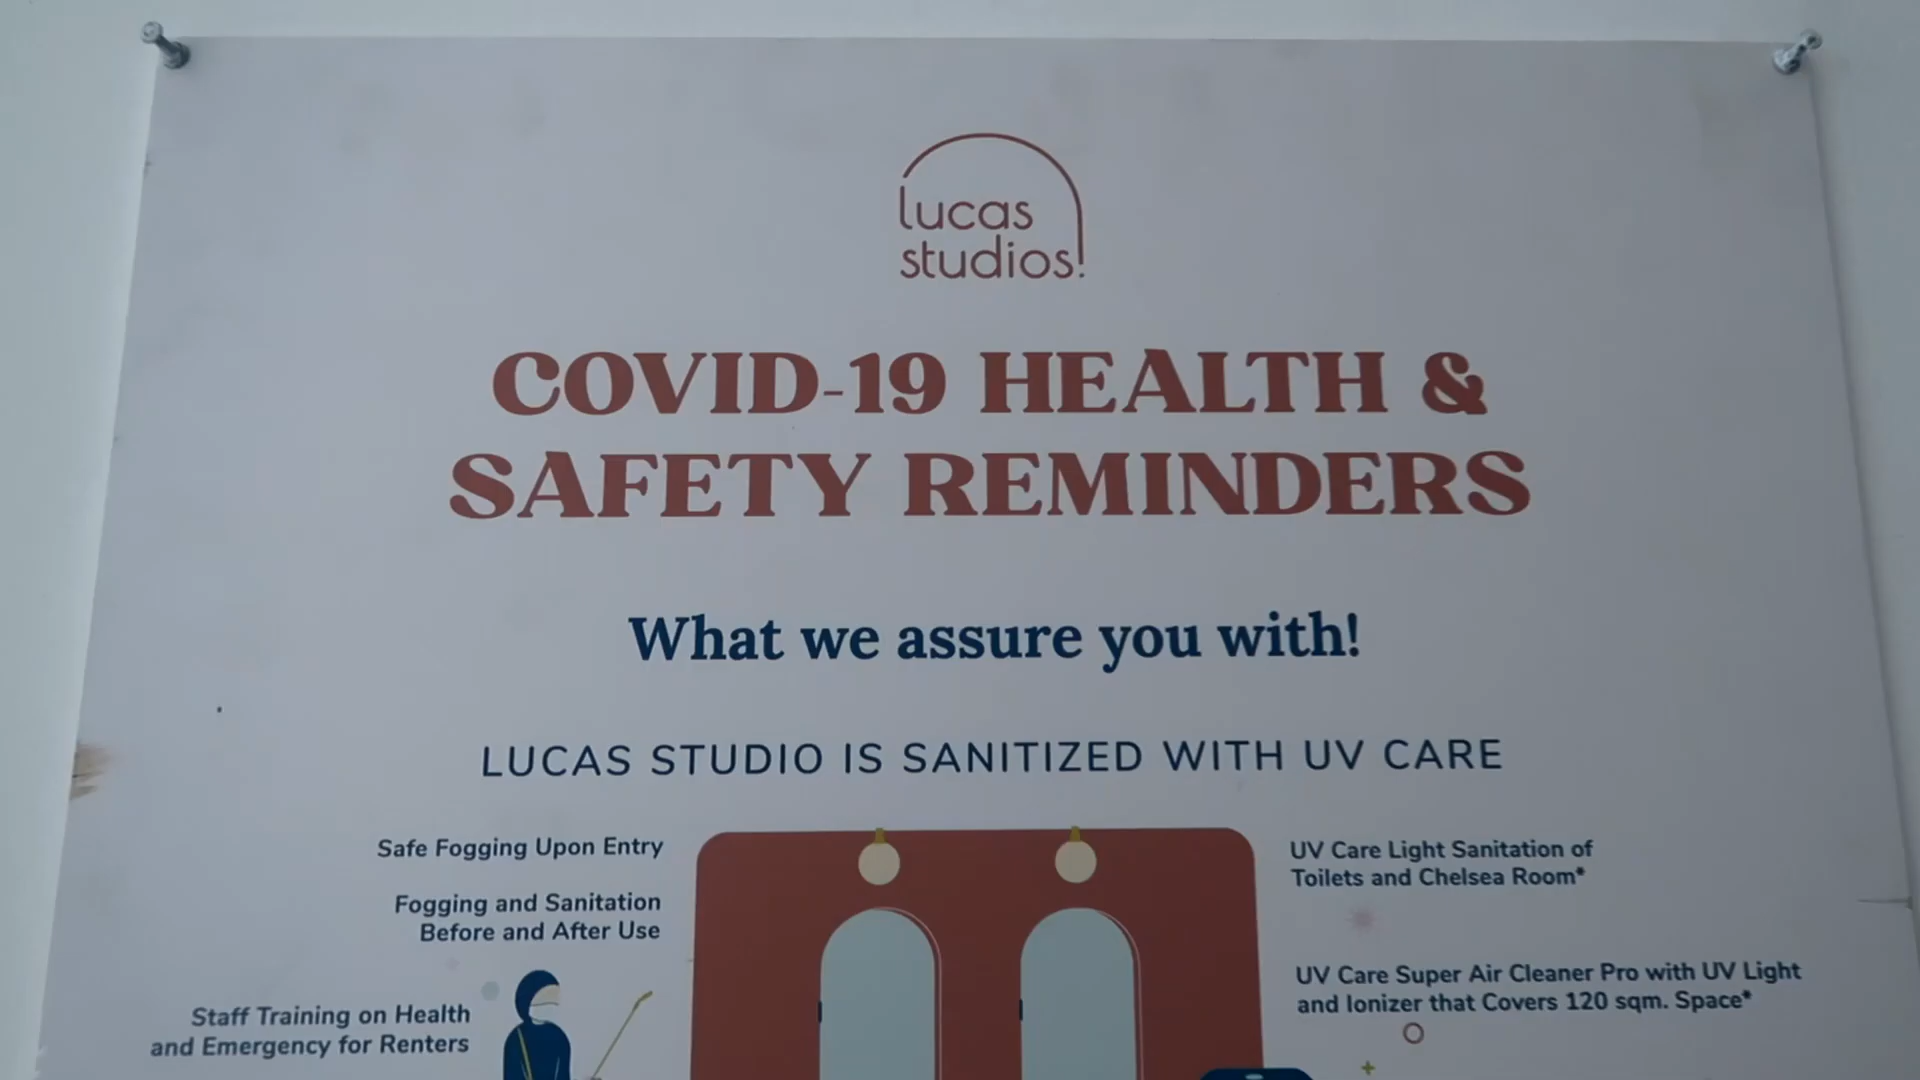 lucas
studios!
COVID-19 HEALTH &
SAFETY REMINDERS
What we assure you with!
LUCAS STUDIO IS SANITIZED WITH UV CARE
Safe Fogging Upon Entry
Fogging and Sanitation
Before and After Use
Staff Training on Health
and Emergency for Renters
UV Care Light Sanitation of
Toilets and Chelsea Room*
UV Care Super Air Cleaner Pro with UV Light
and Ionizer that Covers 120 sqm. Space*